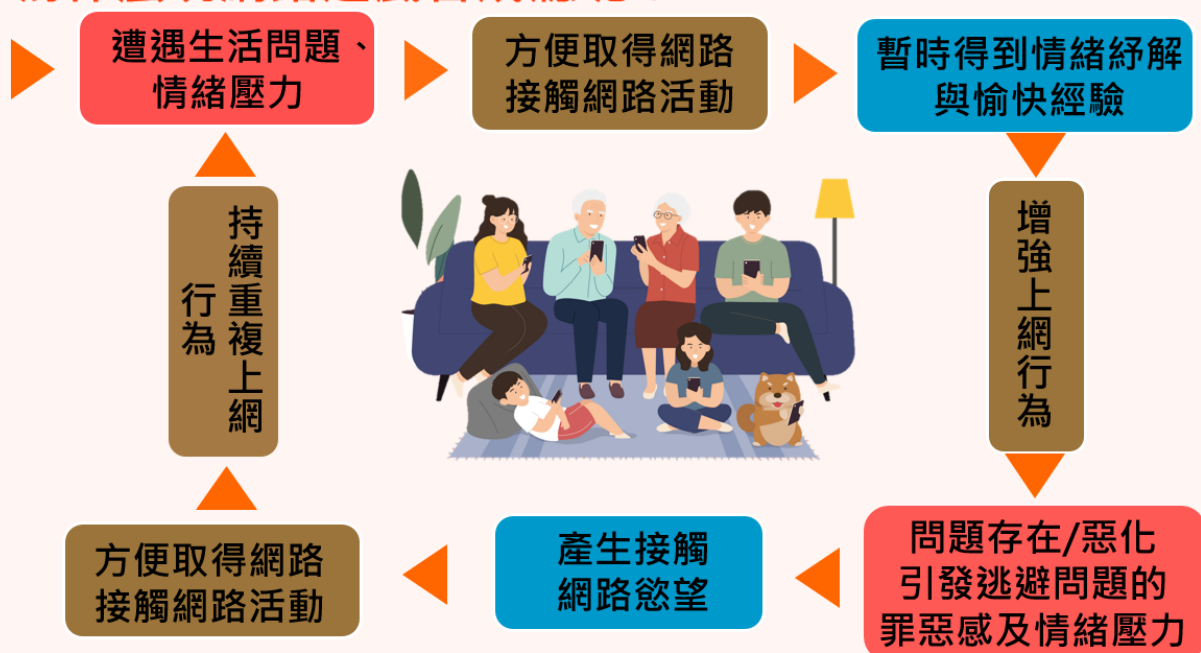 遭遇生活問題、
情緒壓力
方便取得網路
接觸網路活動
暫時得到情緒紓解
與愉快經驗
增強上網行為
問題存在/惡化
引發逃避問題的
罪惡感及情緒壓力
產生接觸
網路慾望
方便取得網路
接觸網路活動
持續重複上網
行為